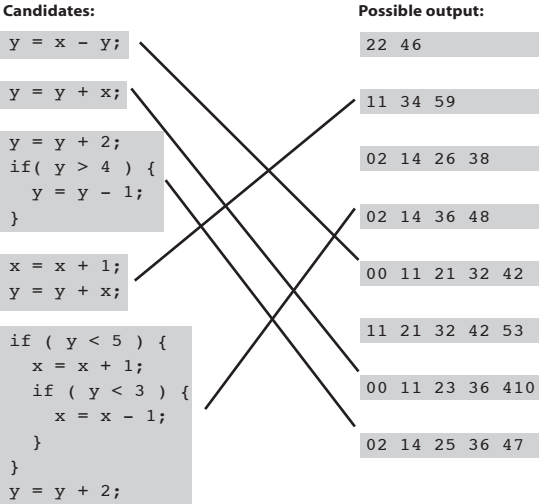 Candidates:
y = x - y;
y = y + x;
y = y + 2;
if( y > 4 ) {
y = y - 1;
}
x = x + 1;
y = y + x;
if ( y < 5 ) {
x = x + 1;
if ( y < 3 ) {
x = x - 1;
}
}
y = y + 2;
Possible output:
22 46
11 34 59
02 14 26 38
02 14 36 48
00 11 21 32 42
11 21 32 42 53
00 11 23 36 410
02 14 25 36 47